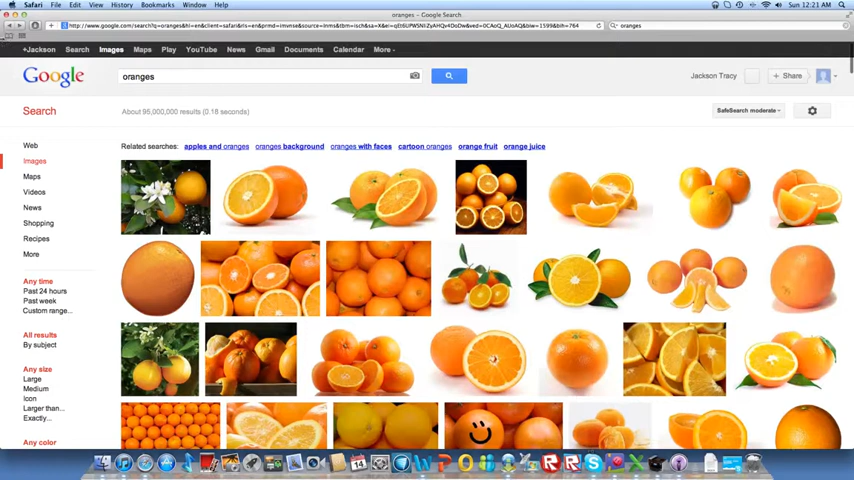 Safari File Edit View History Bookmarks Window Help Sun 12:21 AM
oranges – Google Search
oranges
+Jackson Search Images Maps Play YouTube News Gmail Documents Calendar More
Google oranges Jackson Tracy + Share
Search About 95,000,000 results (0.18 seconds) SafeSearch moderate
Related searches: apples and oranges oranges background oranges with faces cartoon oranges orange fruit orange juice
Web
Images
Maps
Videos
News
Shopping
Recipes
More
Any time
Past 24 hours
Past week
Custom range...
All results
By subject
Any size
Large
Medium
Icon
Larger than...
Exactly...
Any color